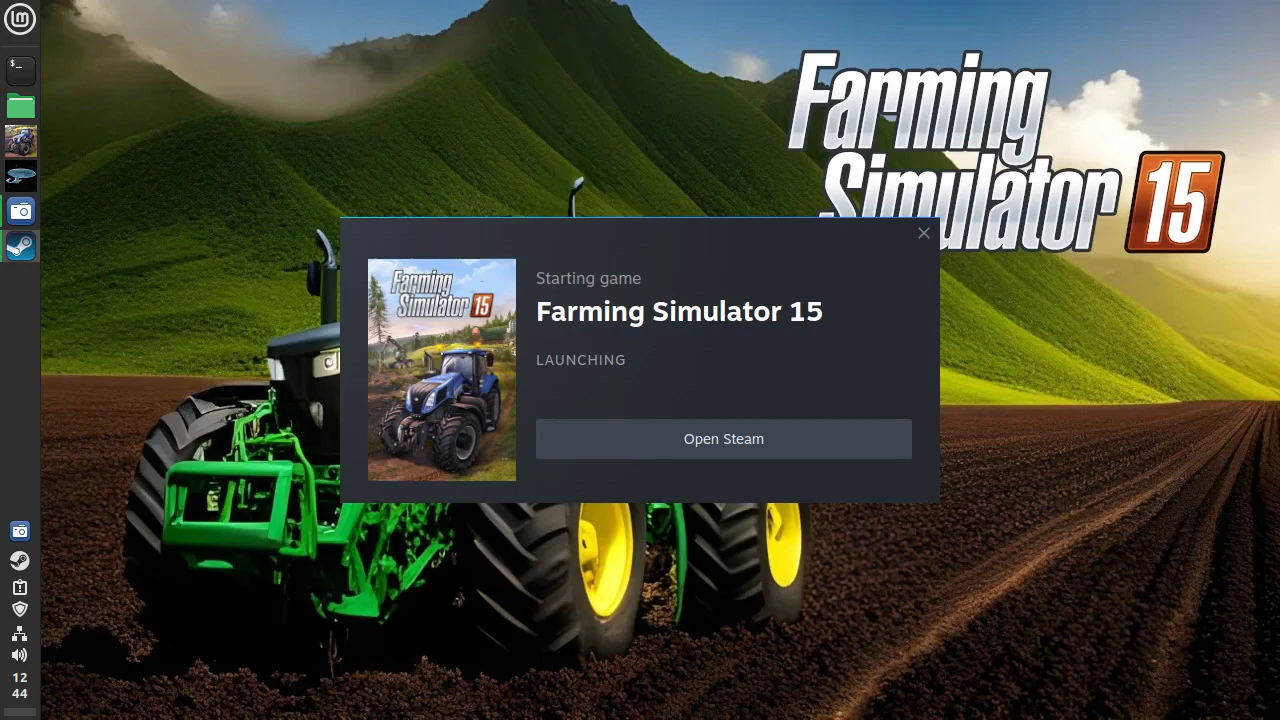 $_
12
44
Farming
Simulator 15
Farming
Simulator 15
Starting game
Farming Simulator 15
LAUNCHING
Open Steam